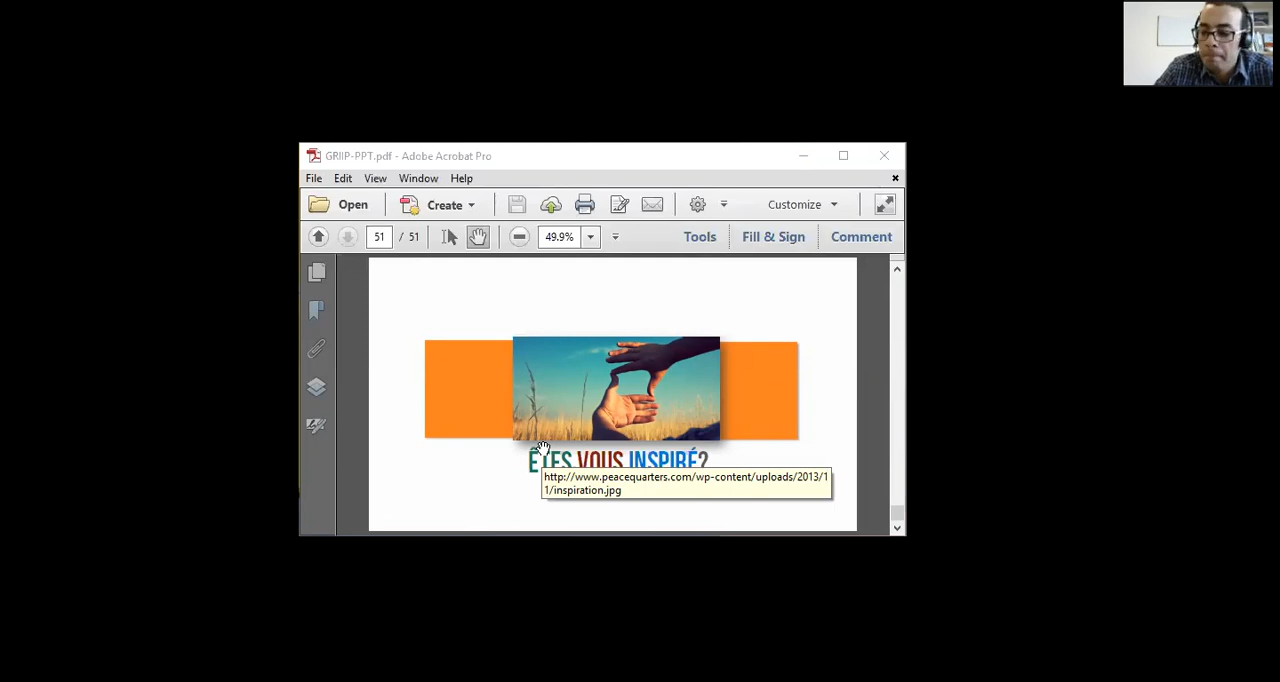 GRIIP-PPT.pdf - Adobe Acrobat Pro
File Edit View Window Help
Open Create Customize
51 / 51 49.9% Tools Fill & Sign Comment
ÊTES VOUS INSPIRÉ?
http://www.peacequarters.com/wp-content/uploads/2013/1
1/inspiration.jpg